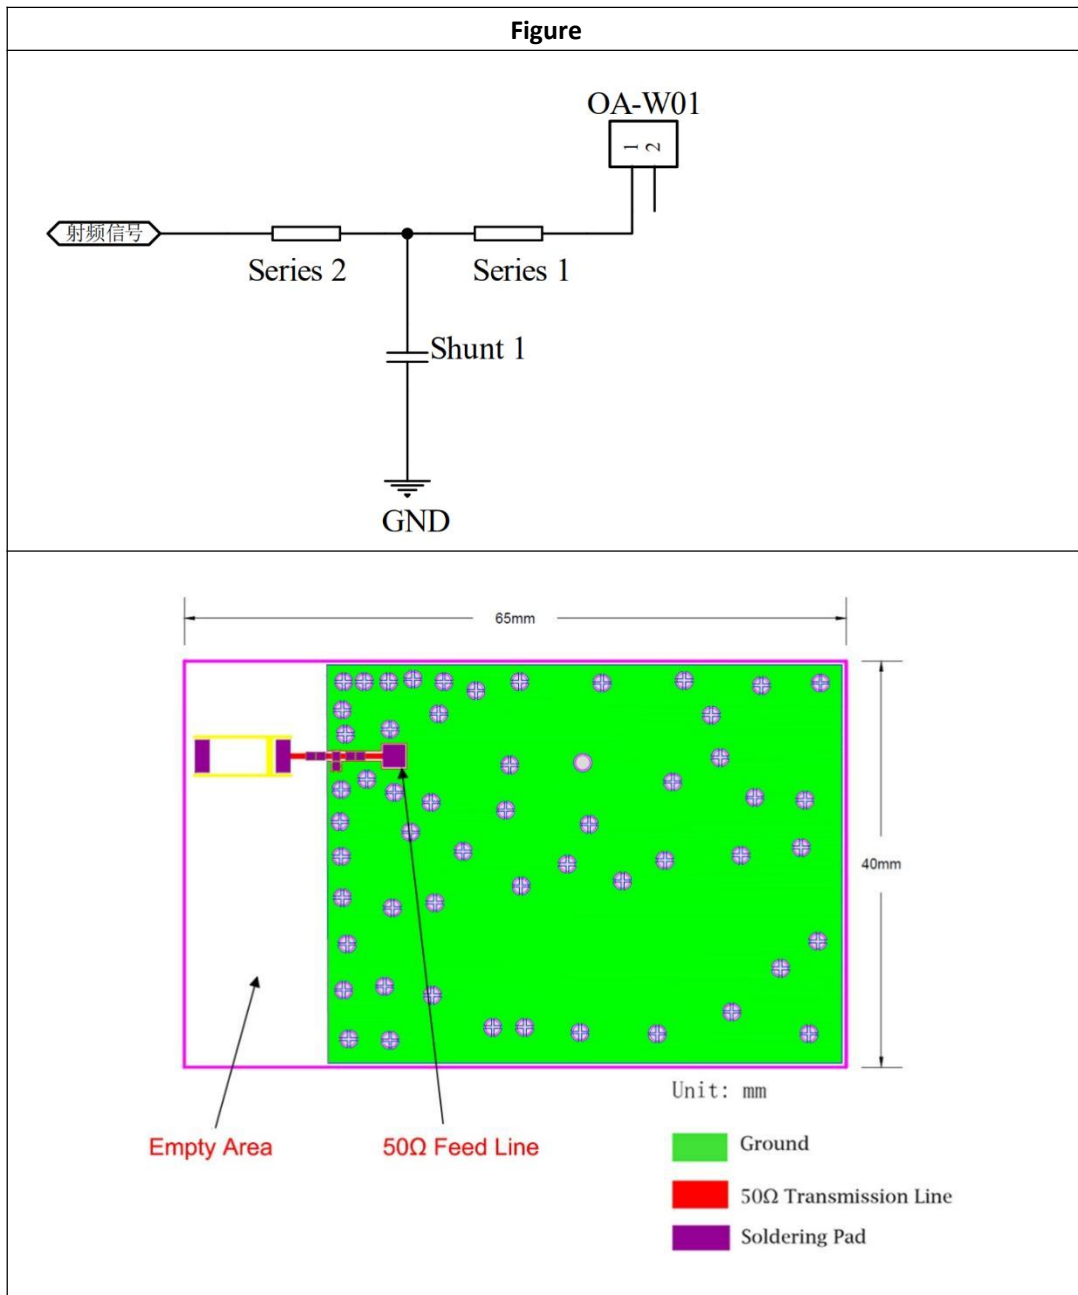 Figure
OA-W01
1
2
射频信号
Series 2
Series 1
Shunt 1
GND
65mm
40mm
Empty Area
50Ω Feed Line
Unit: mm
Ground
50Ω Transmission Line
Soldering Pad